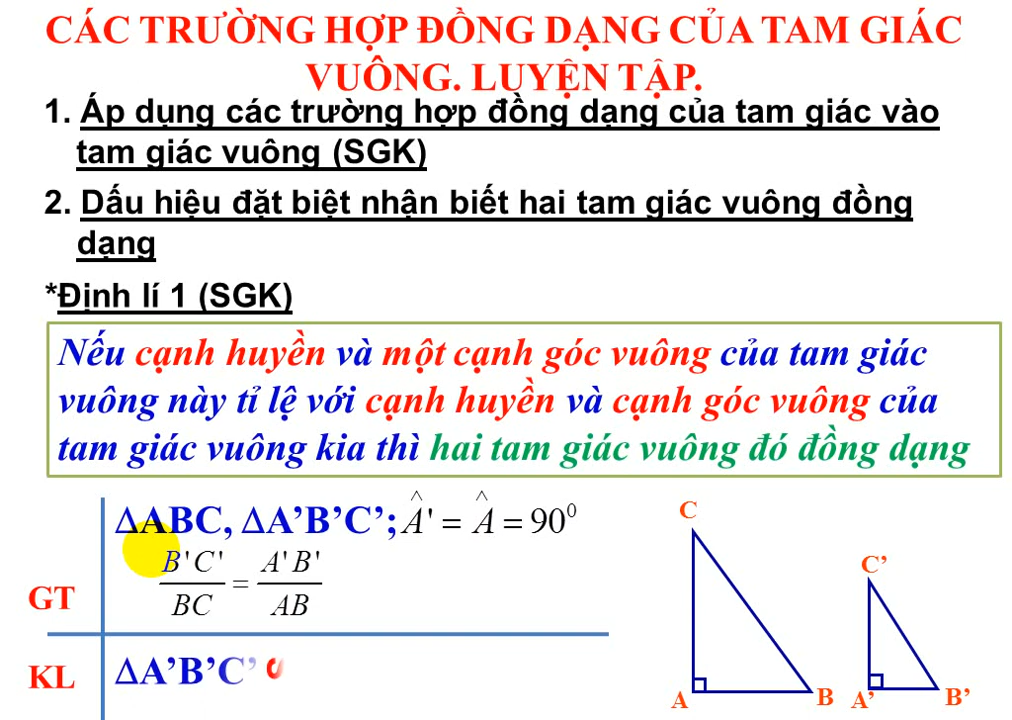 CÁC TRƯỜNG HỢP ĐỒNG DẠNG CỦA TAM GIÁC
VUÔNG. LUYỆN TẬP.
1. Áp dụng các trường hợp đồng dạng của tam giác vào
tam giác vuông (SGK)
2. Dấu hiệu đặt biệt nhận biết hai tam giác vuông đồng
dạng
*Định lí 1 (SGK)
Nếu cạnh huyền và một cạnh góc vuông của tam giác
vuông này tỉ lệ với cạnh huyền và cạnh góc vuông của
tam giác vuông kia thì hai tam giác vuông đó đồng dạng
GT
ΔABC, ΔA’B’C’; Â' = Â = 90⁰
B'C'/BC = A'B'/AB
KL
ΔA’B’C’
C
A
B
C’
A’
B’